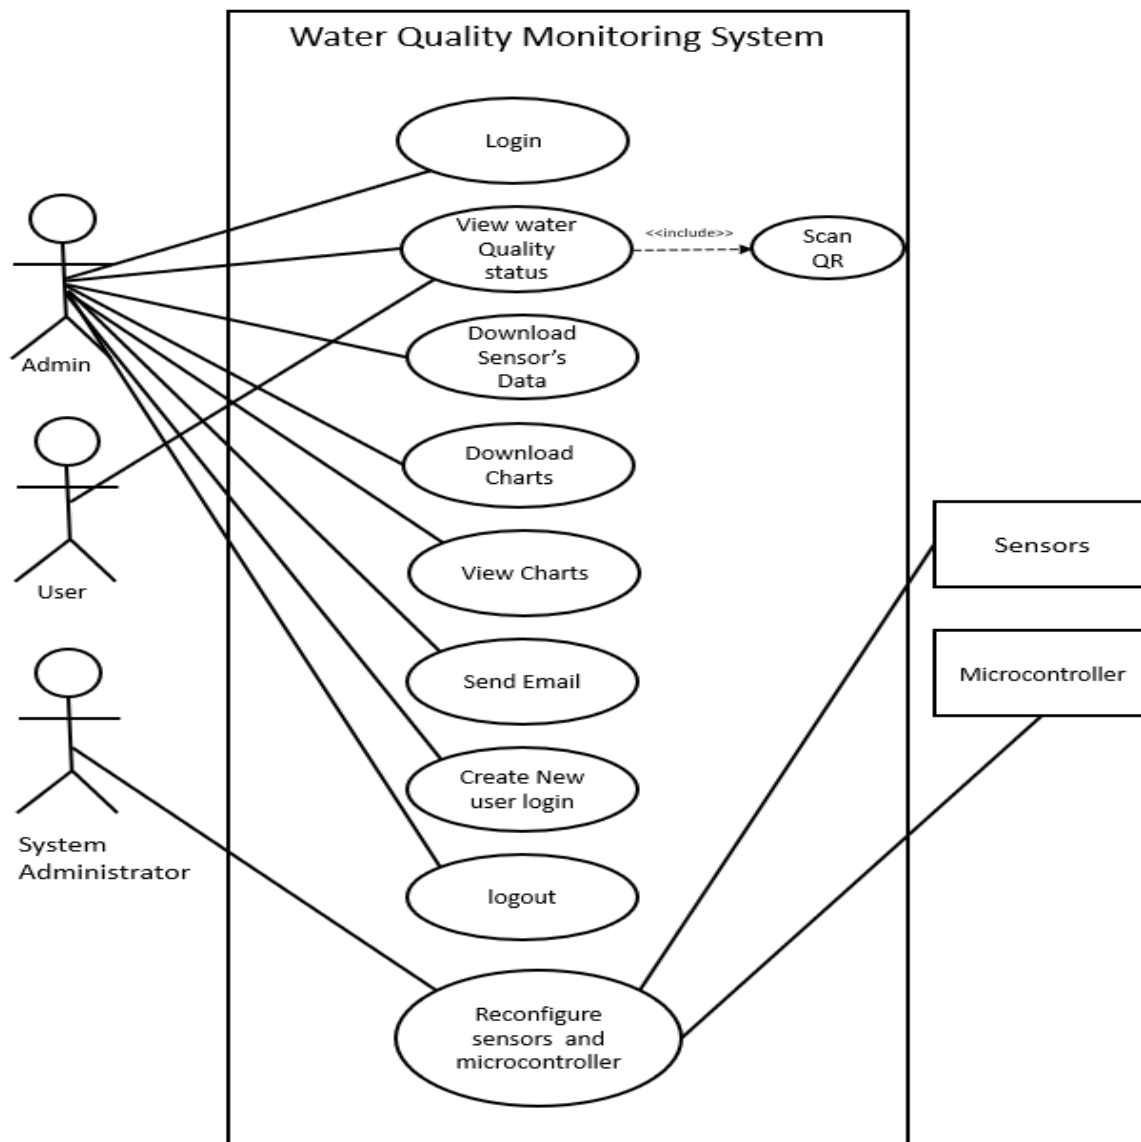 Water Quality Monitoring System
Login
View water
Quality
status
<<include>>
Scan
QR
Admin
Download
Sensor's
Data
Download
Charts
User
View Charts
Sensors
Send Email
Microcontroller
System
Administrator
Create New
user login
logout
Reconfigure
sensors and
microcontroller